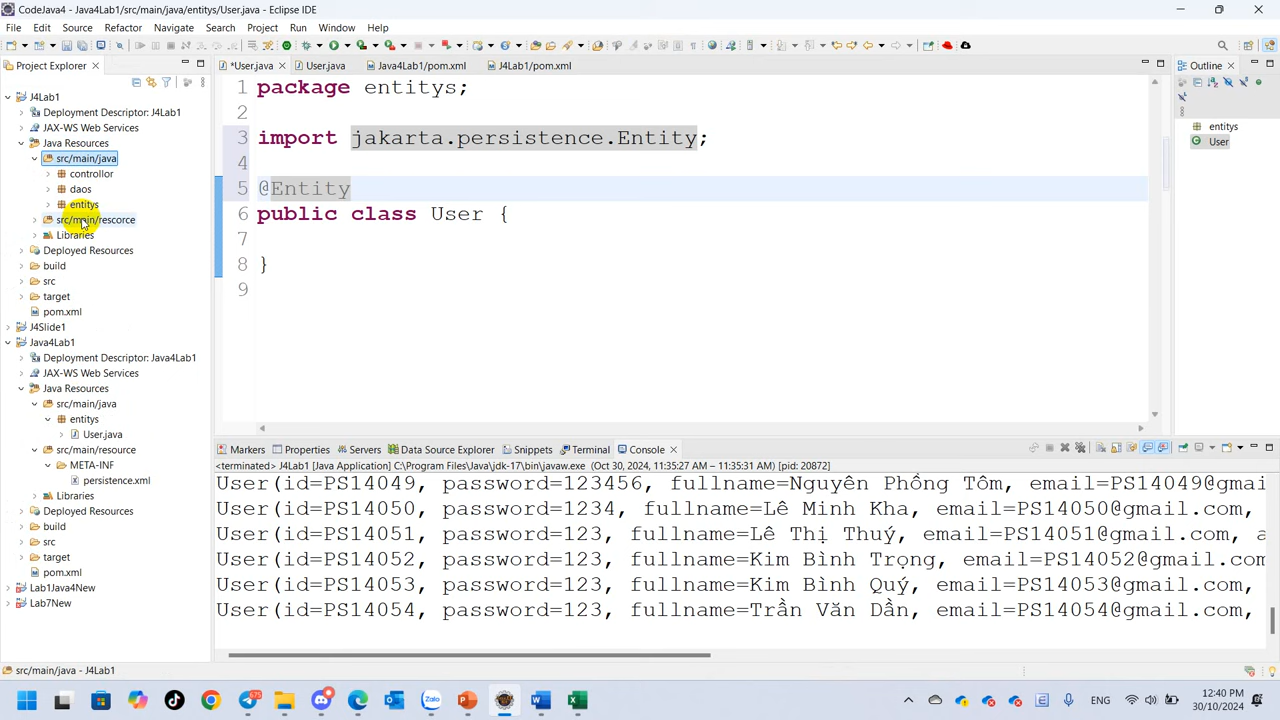 CodeJava4 - Java4Lab1/src/main/java/entitys/User.java - Eclipse IDE
File Edit Source Refactor Navigate Search Project Run Window Help
Project Explorer
*User.java User.java Java4Lab1/pom.xml J4Lab1/pom.xml
Outline
J4Lab1
Deployment Descriptor: J4Lab1
JAX-WS Web Services
Java Resources
src/main/java
controllor
daos
entitys
src/main/rescorce
Libraries
Deployed Resources
build
src
target
pom.xml
J4Slide1
Java4Lab1
Deployment Descriptor: Java4Lab1
JAX-WS Web Services
Java Resources
src/main/java
entitys
User.java
src/main/resource
META-INF
persistence.xml
Libraries
Deployed Resources
build
src
target
pom.xml
Lab1Java4New
Lab7New
1 package entitys;
2
3 import jakarta.persistence.Entity;
4
5 @Entity
6 public class User {
7
8 }
9
entitys
User
Markers Properties Servers Data Source Explorer Snippets Terminal Console
<terminated> J4Lab1 [Java Application] C:\Program Files\Java\jdk-17\bin\javaw.exe (Oct 30, 2024, 11:35:27 AM – 11:35:31 AM) [pid: 20872]
User(id=PS14049, password=123456, fullname=Nguyễn Phồng Tôm, email=PS14049@gmai
User(id=PS14050, password=1234, fullname=Lê Minh Kha, email=PS14050@gmail.com,
User(id=PS14051, password=123, fullname=Lê Thị Thuý, email=PS14051@gmail.com, a
User(id=PS14052, password=123, fullname=Kim Bình Trọng, email=PS14052@gmail.com
User(id=PS14053, password=123, fullname=Kim Bình Quý, email=PS14053@gmail.com,
User(id=PS14054, password=123, fullname=Trần Văn Dần, email=PS14054@gmail.com,
src/main/java - J4Lab1
675
Zalo
ENG
12:40 PM
30/10/2024